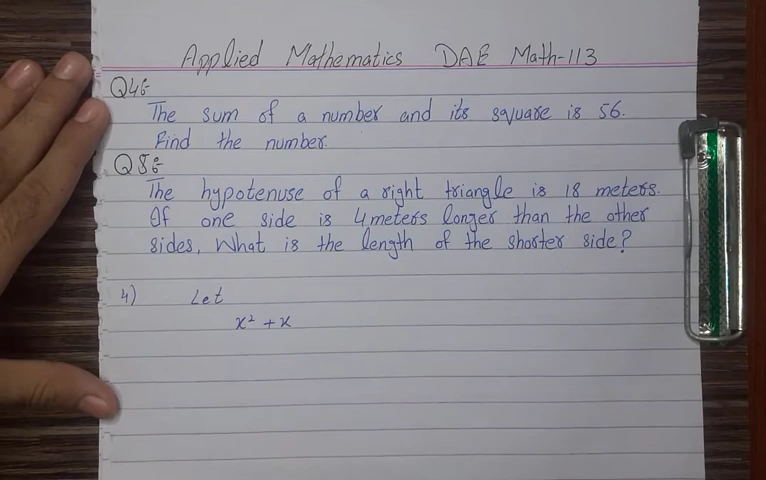 Applied Mathematics DAE Math-113
Q4:-
The sum of a number and its square is 56.
Find the number.
Q8:-
The hypotenuse of a right triangle is 18 meters.
If one side is 4 meters longer than the other
sides, What is the length of the shorter side?
4) Let
x² + x